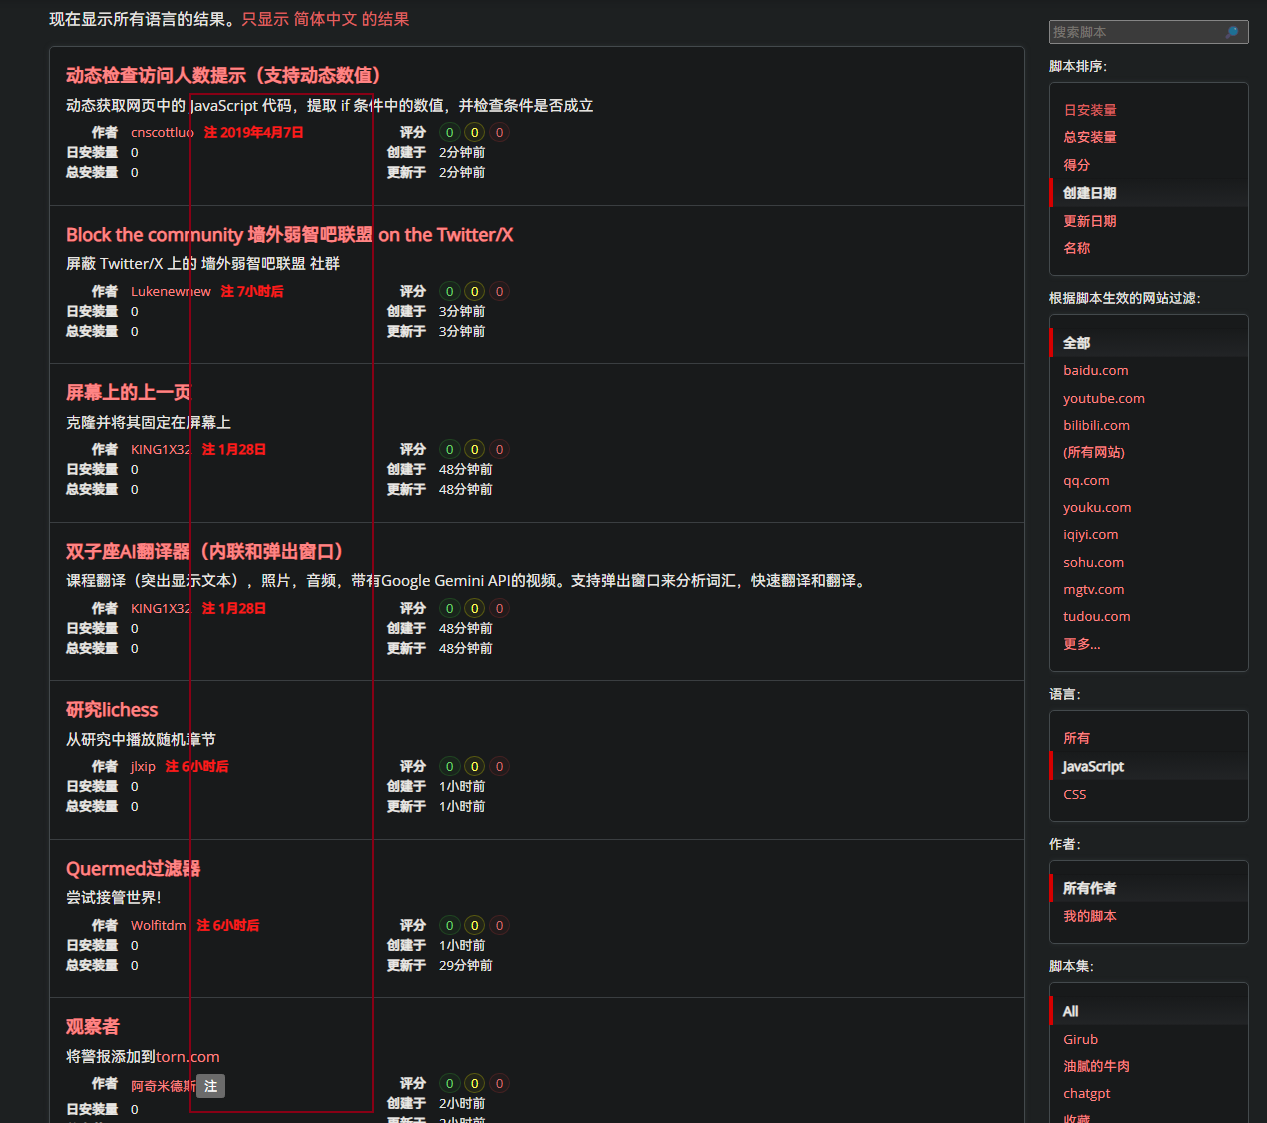 现在显示所有语言的结果。只显示 简体中文 的结果
动态检查访问人数提示（支持动态数值）
动态获取网页中的 JavaScript 代码，提取 if 条件中的数值，并检查条件是否成立
作者 cnscottluo 注 2019年4月7日 评分 0 0 0
日安装量 0 创建于 2分钟前
总安装量 0 更新于 2分钟前
Block the community 墙外弱智吧联盟 on the Twitter/X
屏蔽 Twitter/X 上的 墙外弱智吧联盟 社群
作者 Lukenewnew 注 7小时后 评分 0 0 0
日安装量 0 创建于 3分钟前
总安装量 0 更新于 3分钟前
屏幕上的上一页
克隆并将其固定在屏幕上
作者 KING1X32 注 1月28日 评分 0 0 0
日安装量 0 创建于 48分钟前
总安装量 0 更新于 48分钟前
双子座AI翻译器（内联和弹出窗口）
课程翻译（突出显示文本），照片，音频，带有Google Gemini API的视频。支持弹出窗口来分析词汇，快速翻译和翻译。
作者 KING1X32 注 1月28日 评分 0 0 0
日安装量 0 创建于 48分钟前
总安装量 0 更新于 48分钟前
研究lichess
从研究中播放随机章节
作者 jlxip 注 6小时后 评分 0 0 0
日安装量 0 创建于 1小时前
总安装量 0 更新于 1小时前
Quermed过滤器
尝试接管世界！
作者 Wolfitdm 注 6小时后 评分 0 0 0
日安装量 0 创建于 1小时前
总安装量 0 更新于 29分钟前
观察者
将警报添加到torn.com
作者 阿奇米德斯 注 评分 0 0 0
日安装量 0 创建于 2小时前
搜索脚本
脚本排序：
日安装量
总安装量
得分
创建日期
更新日期
名称
根据脚本生效的网站过滤：
全部
baidu.com
youtube.com
bilibili.com
(所有网站)
qq.com
youku.com
iqiyi.com
sohu.com
mgtv.com
tudou.com
更多...
语言：
所有
JavaScript
CSS
作者：
所有作者
我的脚本
脚本集：
All
Girub
油腻的牛肉
chatgpt
收藏